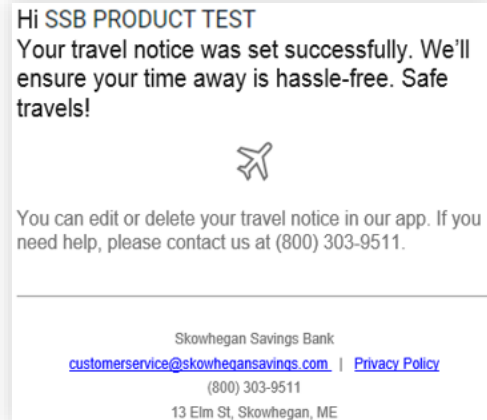 Hi SSB PRODUCT TEST
Your travel notice was set successfully. We’ll
ensure your time away is hassle-free. Safe
travels!
You can edit or delete your travel notice in our app. If you
need help, please contact us at (800) 303-9511.
Skowhegan Savings Bank
customerservice@skowhegansavings.com | Privacy Policy
(800) 303-9511
13 Elm St, Skowhegan, ME